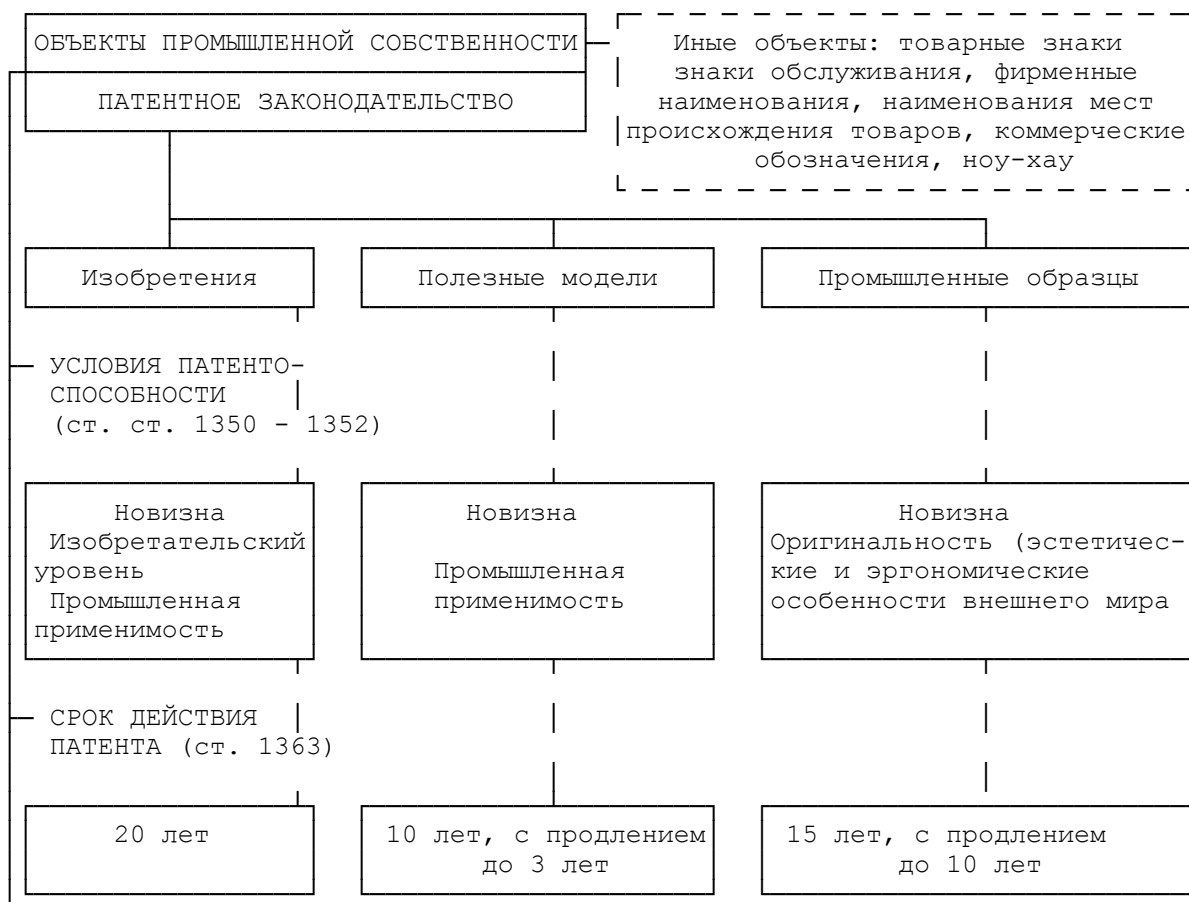 ОБЪЕКТЫ ПРОМЫШЛЕННОЙ СОБСТВЕННОСТИ
ПАТЕНТНОЕ ЗАКОНОДАТЕЛЬСТВО
Иные объекты: товарные знаки
знаки обслуживания, фирменные
наименования, наименования мест
происхождения товаров, коммерческие
обозначения, ноу-хау
Изобретения
Полезные модели
Промышленные образцы
УСЛОВИЯ ПАТЕНТО-
СПОСОБНОСТИ
(ст. ст. 1350 - 1352)
Новизна
Изобретательский
уровень
Промышленная
применимость
Новизна
Промышленная
применимость
Новизна
Оригинальность (эстетичес-
кие и эргономические
особенности внешнего мира
СРОК ДЕЙСТВИЯ
ПАТЕНТА (ст. 1363)
20 лет
10 лет, с продлением
до 3 лет
15 лет, с продлением
до 10 лет